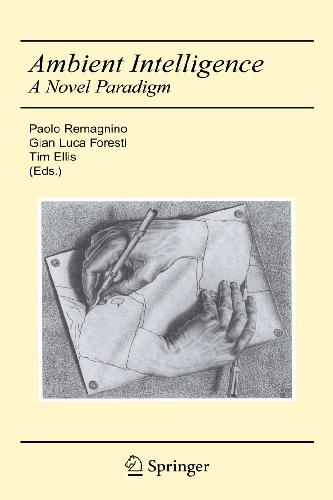 Ambient Intelligence
A Novel Paradigm
Paolo Remagnino
Gian Luca Foresti
Tim Ellis
(Eds.)
Springer